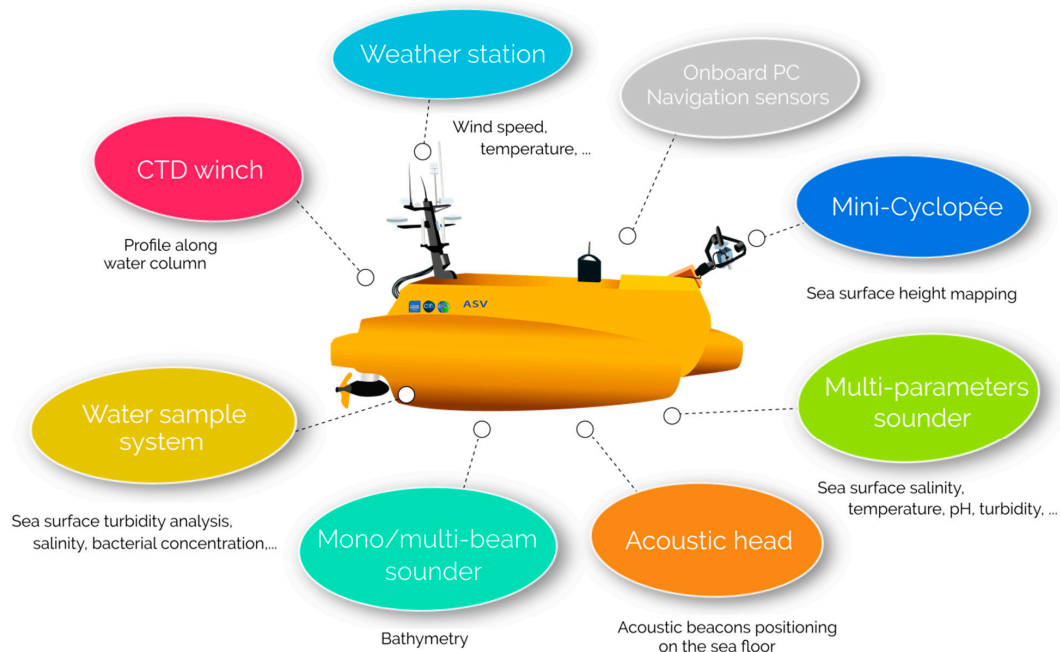 Weather station
Onboard PC
Navigation sensors
Wind speed,
temperature, ...
CTD winch
Mini-Cyclopée
Profile along
water column
Sea surface height mapping
ASV
Multi-parameters
sounder
Water sample
system
Sea surface salinity,
temperature, pH, turbidity, ...
Sea surface turbidity analysis,
salinity, bacterial concentration,...
Mono/multi-beam
sounder
Acoustic head
Bathymetry
Acoustic beacons positioning
on the sea floor